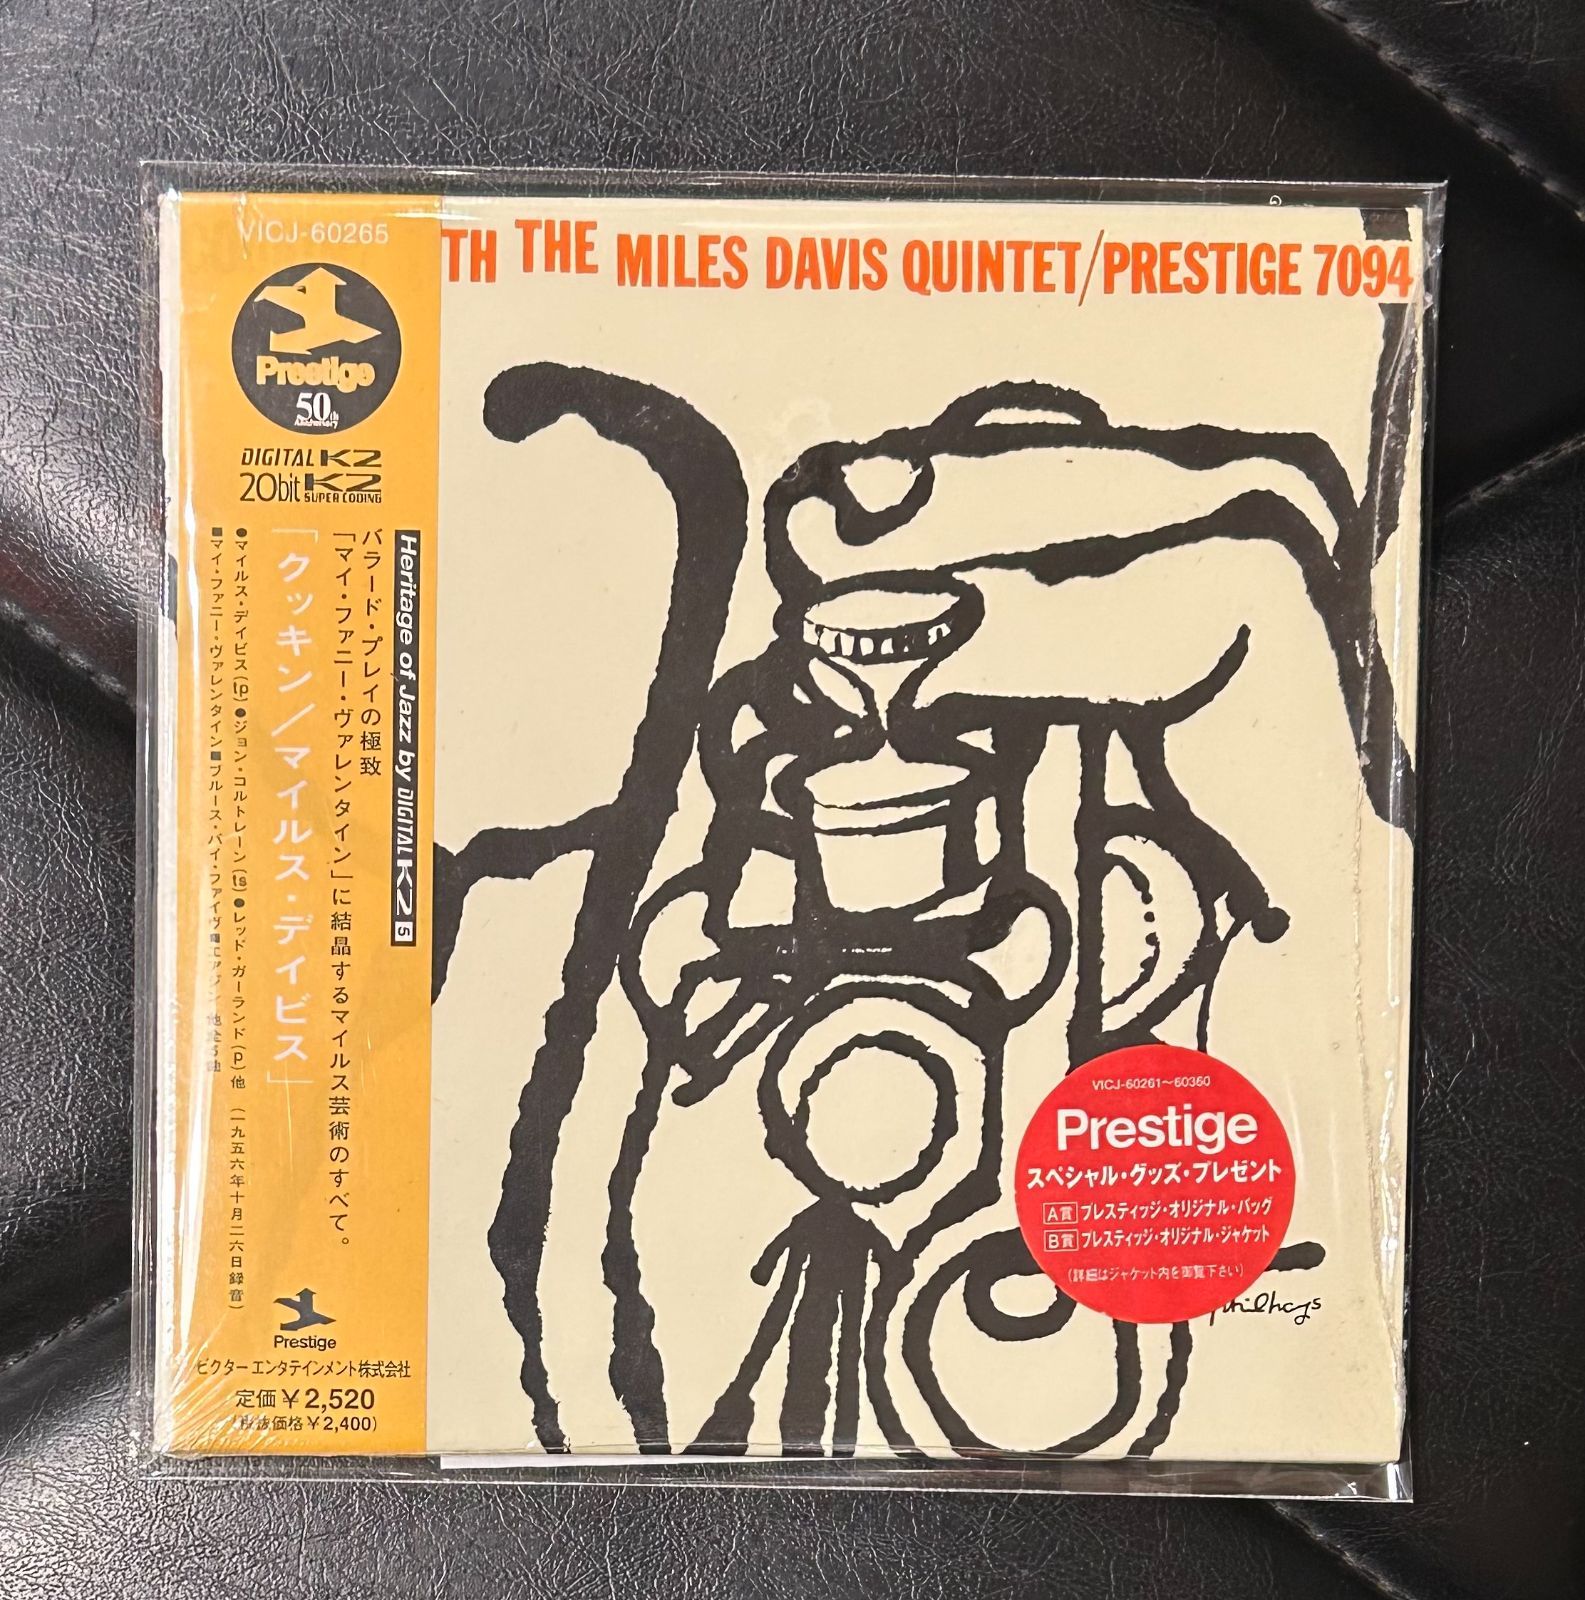 VICJ-60265
TH THE MILES DAVIS QUINTET/PRESTIGE 7094
Prestige
50th
Anniversary
DIGITAL K2
20bit K2
SUPER CODING
Heritage of Jazz by DIGITAL K2 5
バラード・プレイの極致
「マイ・ファニー・ヴァレンタイン」に結晶するマイルス芸術のすべて。
「クッキン/マイルス・デイビス」
●マイルス・デイビス(tp)●ジョン・コルトレーン(ts)●レッド・ガーランド(p)他 (一九五六年十月二六日録音)
■マイ・ファニー・ヴァレンタイン■ブルース・バイ・ファイヴ■エアジン 他全5曲
Prestige
ビクターエンタテインメント株式会社
定価¥2,520
(税抜価格¥2,400)
VICJ-60261~60360
Prestige
スペシャル・グッズ・プレゼント
A賞 プレスティッジ・オリジナル・バッグ
B賞 プレスティッジ・オリジナル・ジャケット
(詳細はジャケット内を御覧下さい)
philhays